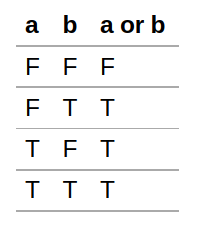 a b a or b
F F F
F T T
T F T
T T T